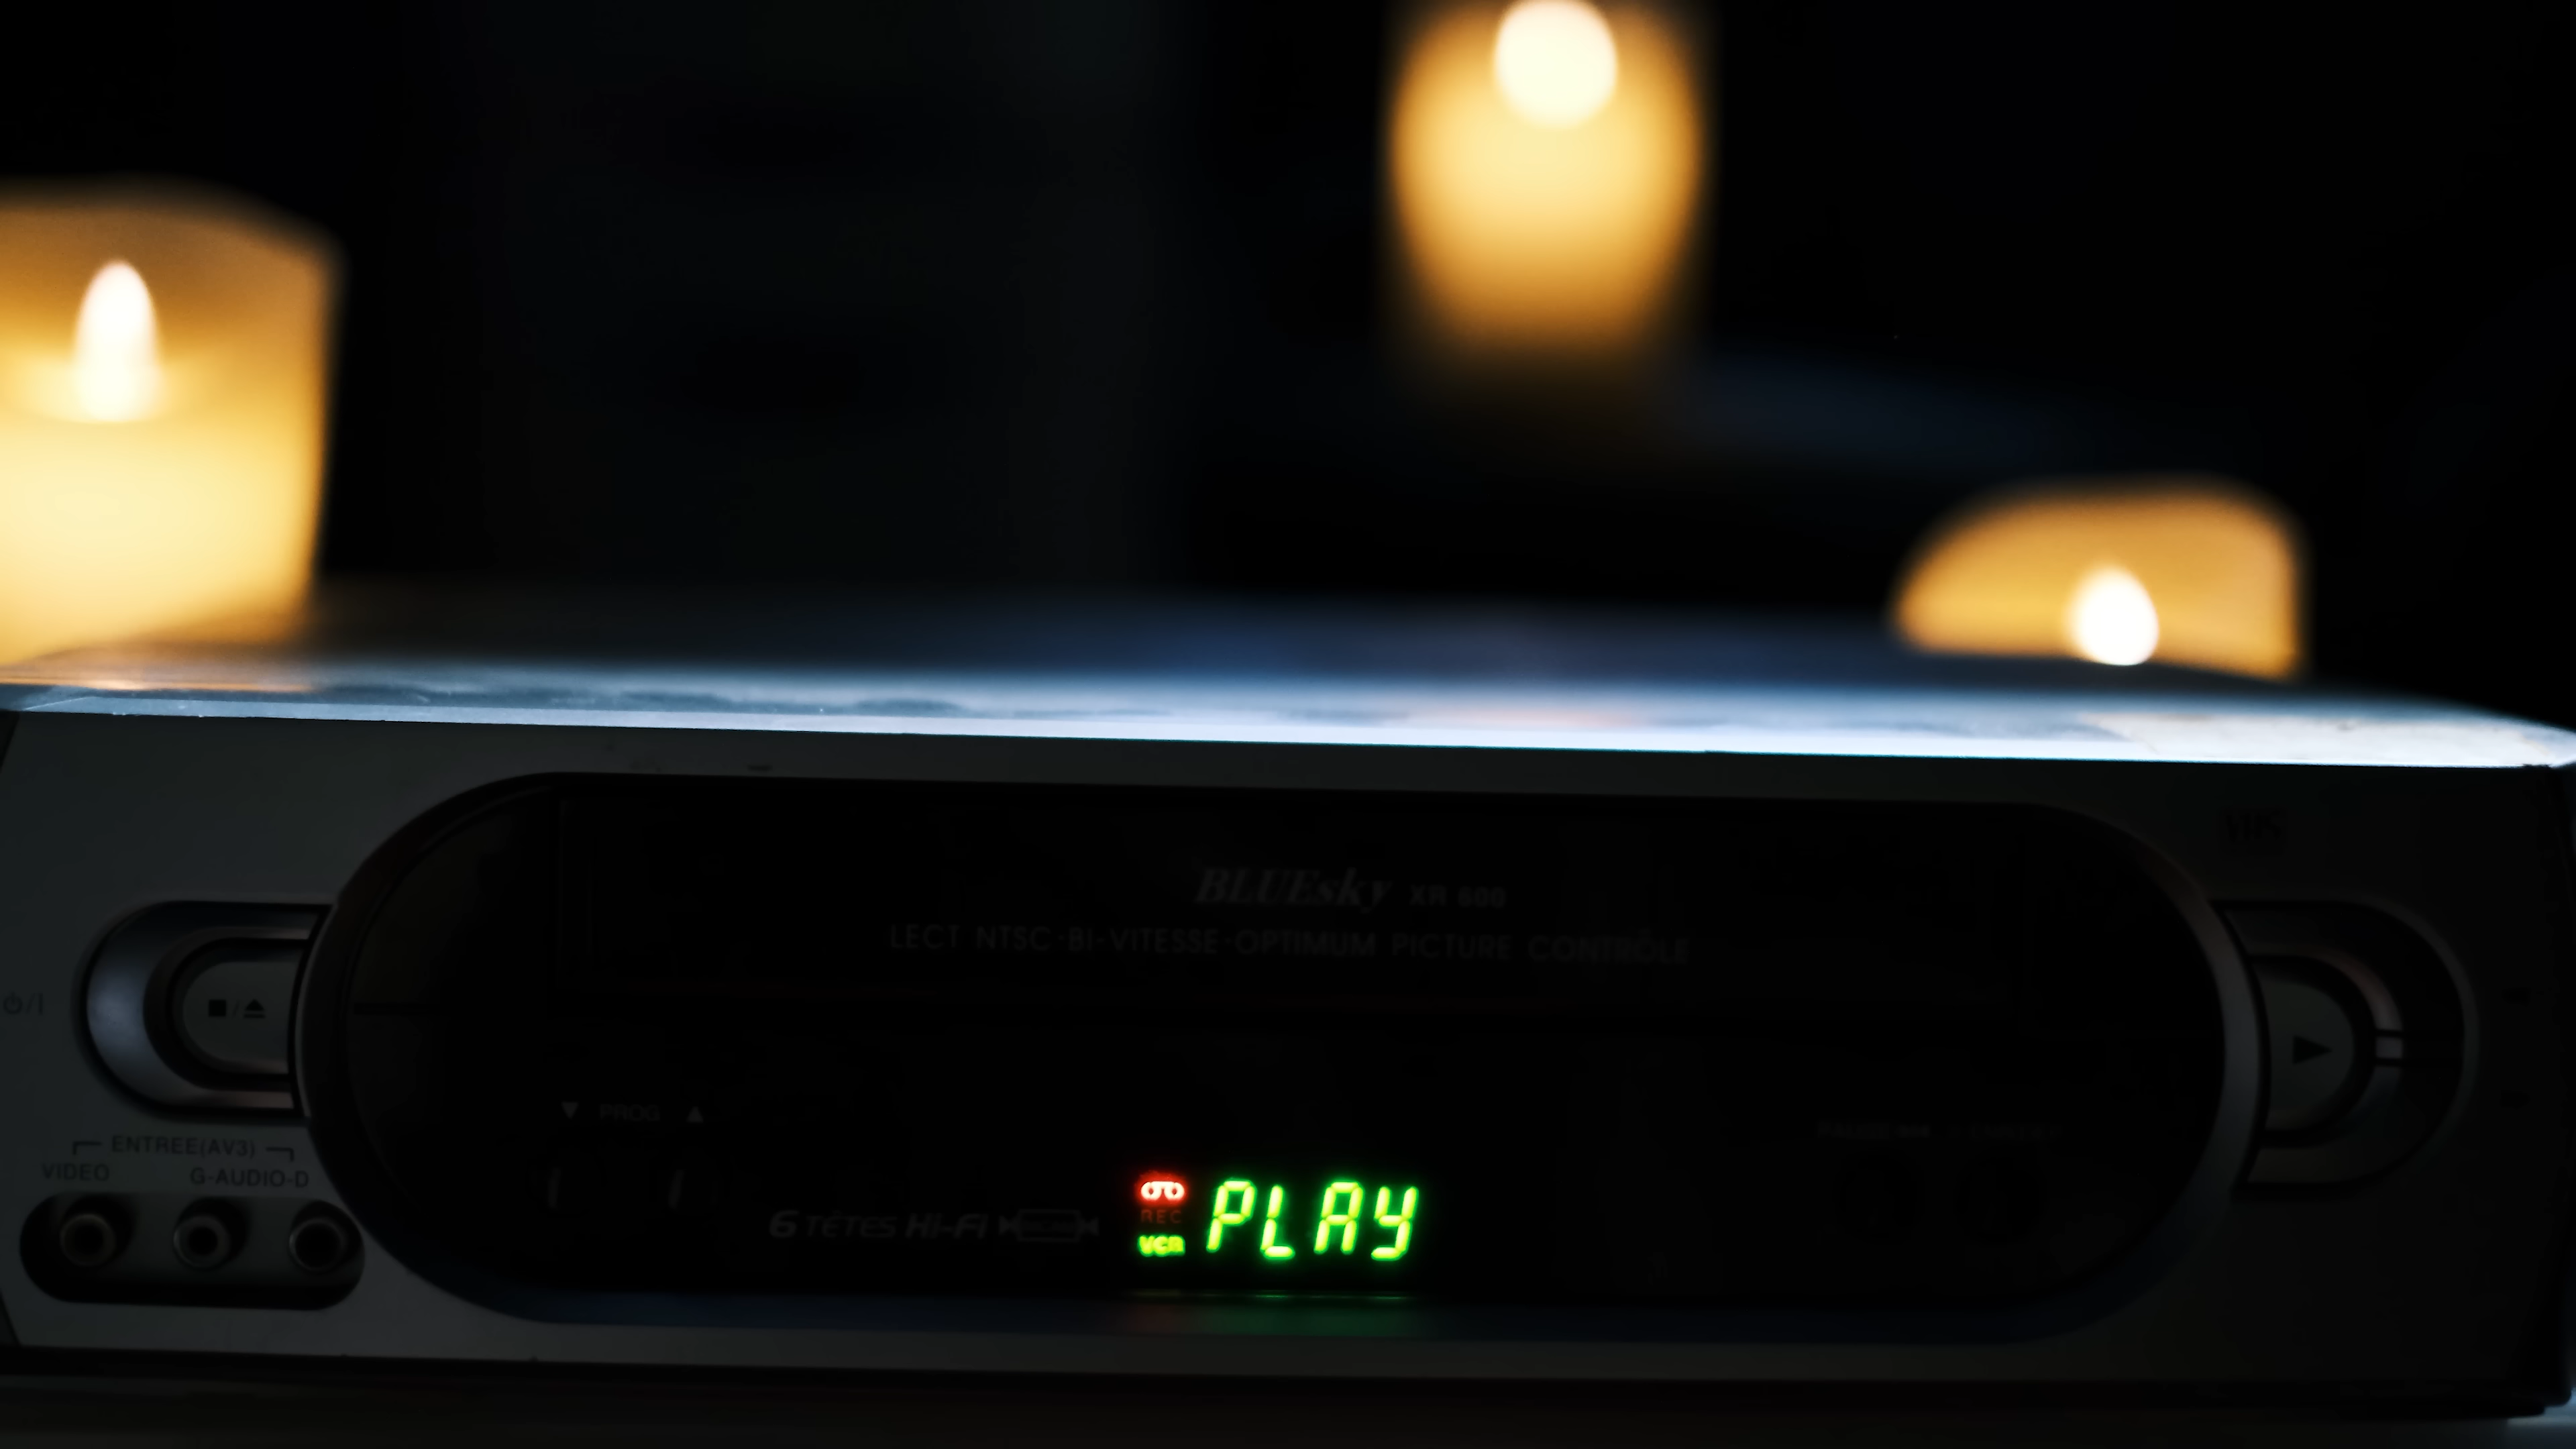 VHS
BLUEsky XR 600
LECT NTSC·BI-VITESSE·OPTIMUM PICTURE CONTRÔLE
PROG
ENTREE(AV3)
VIDEO G-AUDIO-D
6 TÊTES Hi-Fi
REC
VCR
PLAY